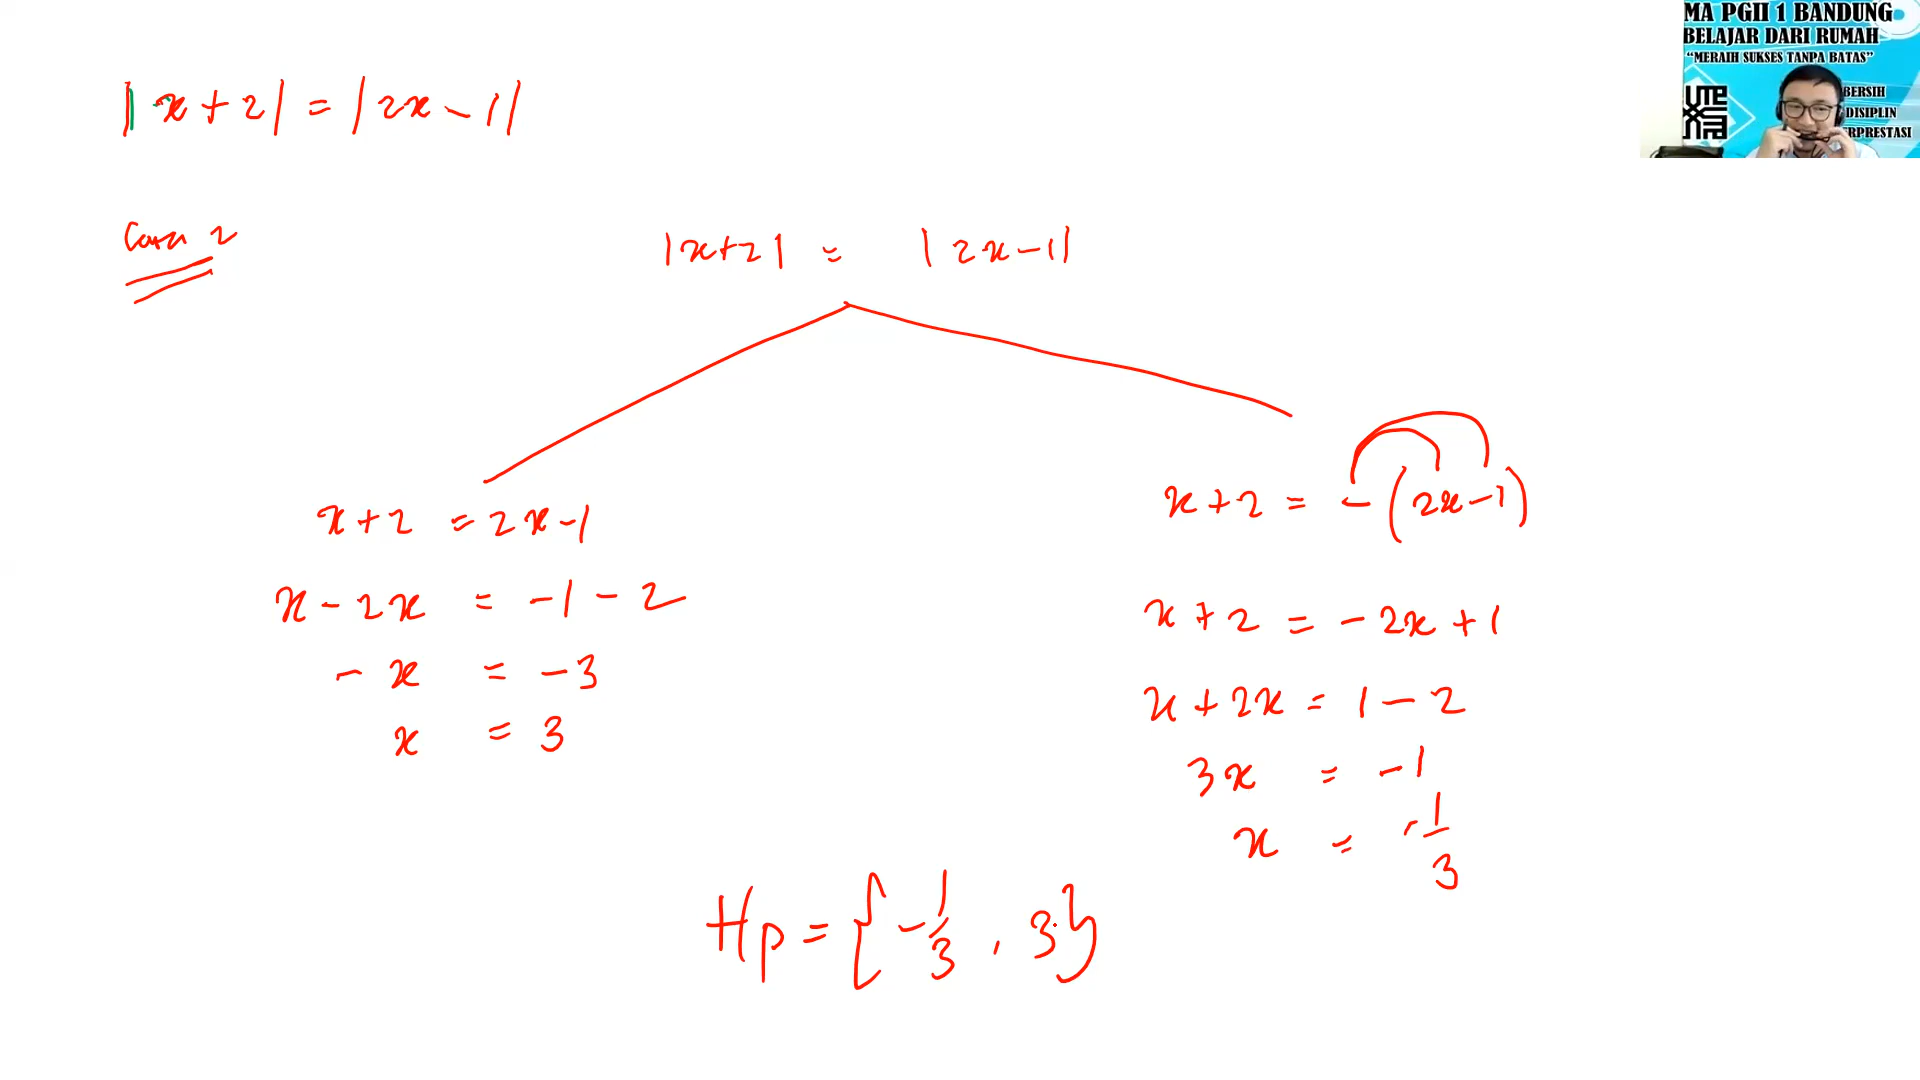 |x+2| = |2x-1|
Cara 2
|x+2| = |2x-1|
x+2 = 2x-1
x-2x = -1-2
-x = -3
x = 3
x+2 = -(2x-1)
x+2 = -2x+1
x+2x = 1-2
3x = -1
x = -1/3
Hp = {-1/3, 3}
MA PGII 1 BANDUNG
BELAJAR DARI RUMAH
"MERAIH SUKSES TANPA BATAS"
BERSIH
DISIPLIN
RPRESTASI